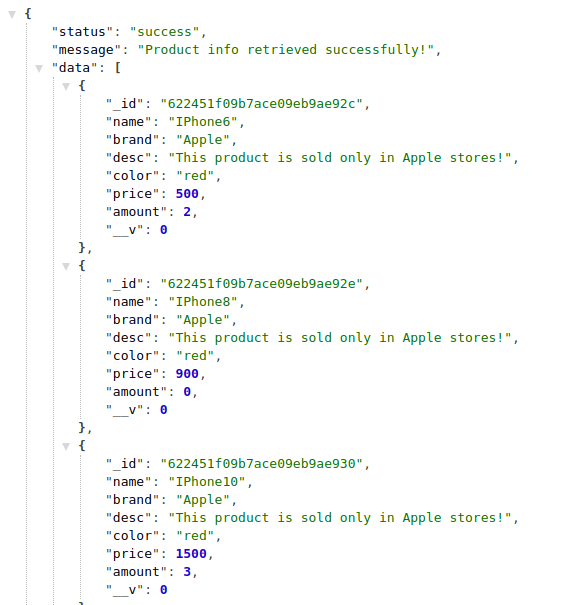 {
"status": "success",
"message": "Product info retrieved successfully!",
"data": [
{
"_id": "622451f09b7ace09eb9ae92c",
"name": "IPhone6",
"brand": "Apple",
"desc": "This product is sold only in Apple stores!",
"color": "red",
"price": 500,
"amount": 2,
"__v": 0
},
{
"_id": "622451f09b7ace09eb9ae92e",
"name": "IPhone8",
"brand": "Apple",
"desc": "This product is sold only in Apple stores!",
"color": "red",
"price": 900,
"amount": 0,
"__v": 0
},
{
"_id": "622451f09b7ace09eb9ae930",
"name": "IPhone10",
"brand": "Apple",
"desc": "This product is sold only in Apple stores!",
"color": "red",
"price": 1500,
"amount": 3,
"__v": 0